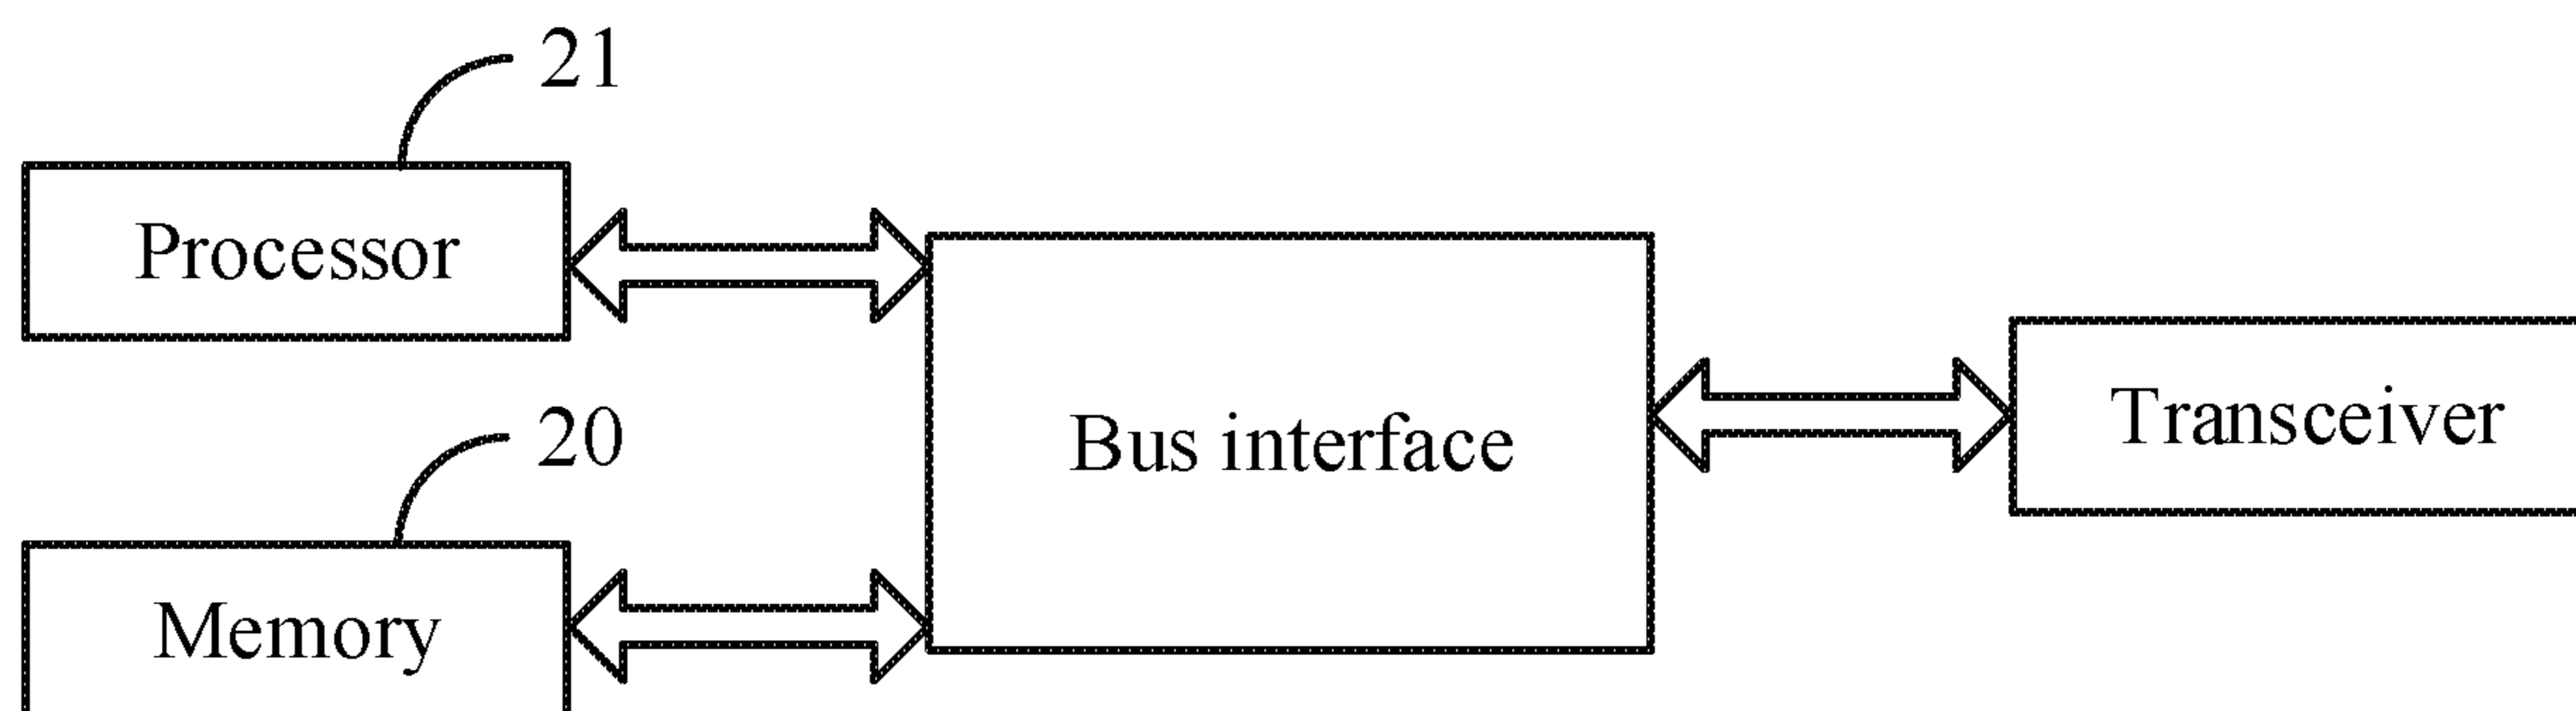 21
Processor
20
Bus interface
Transceiver
Memory